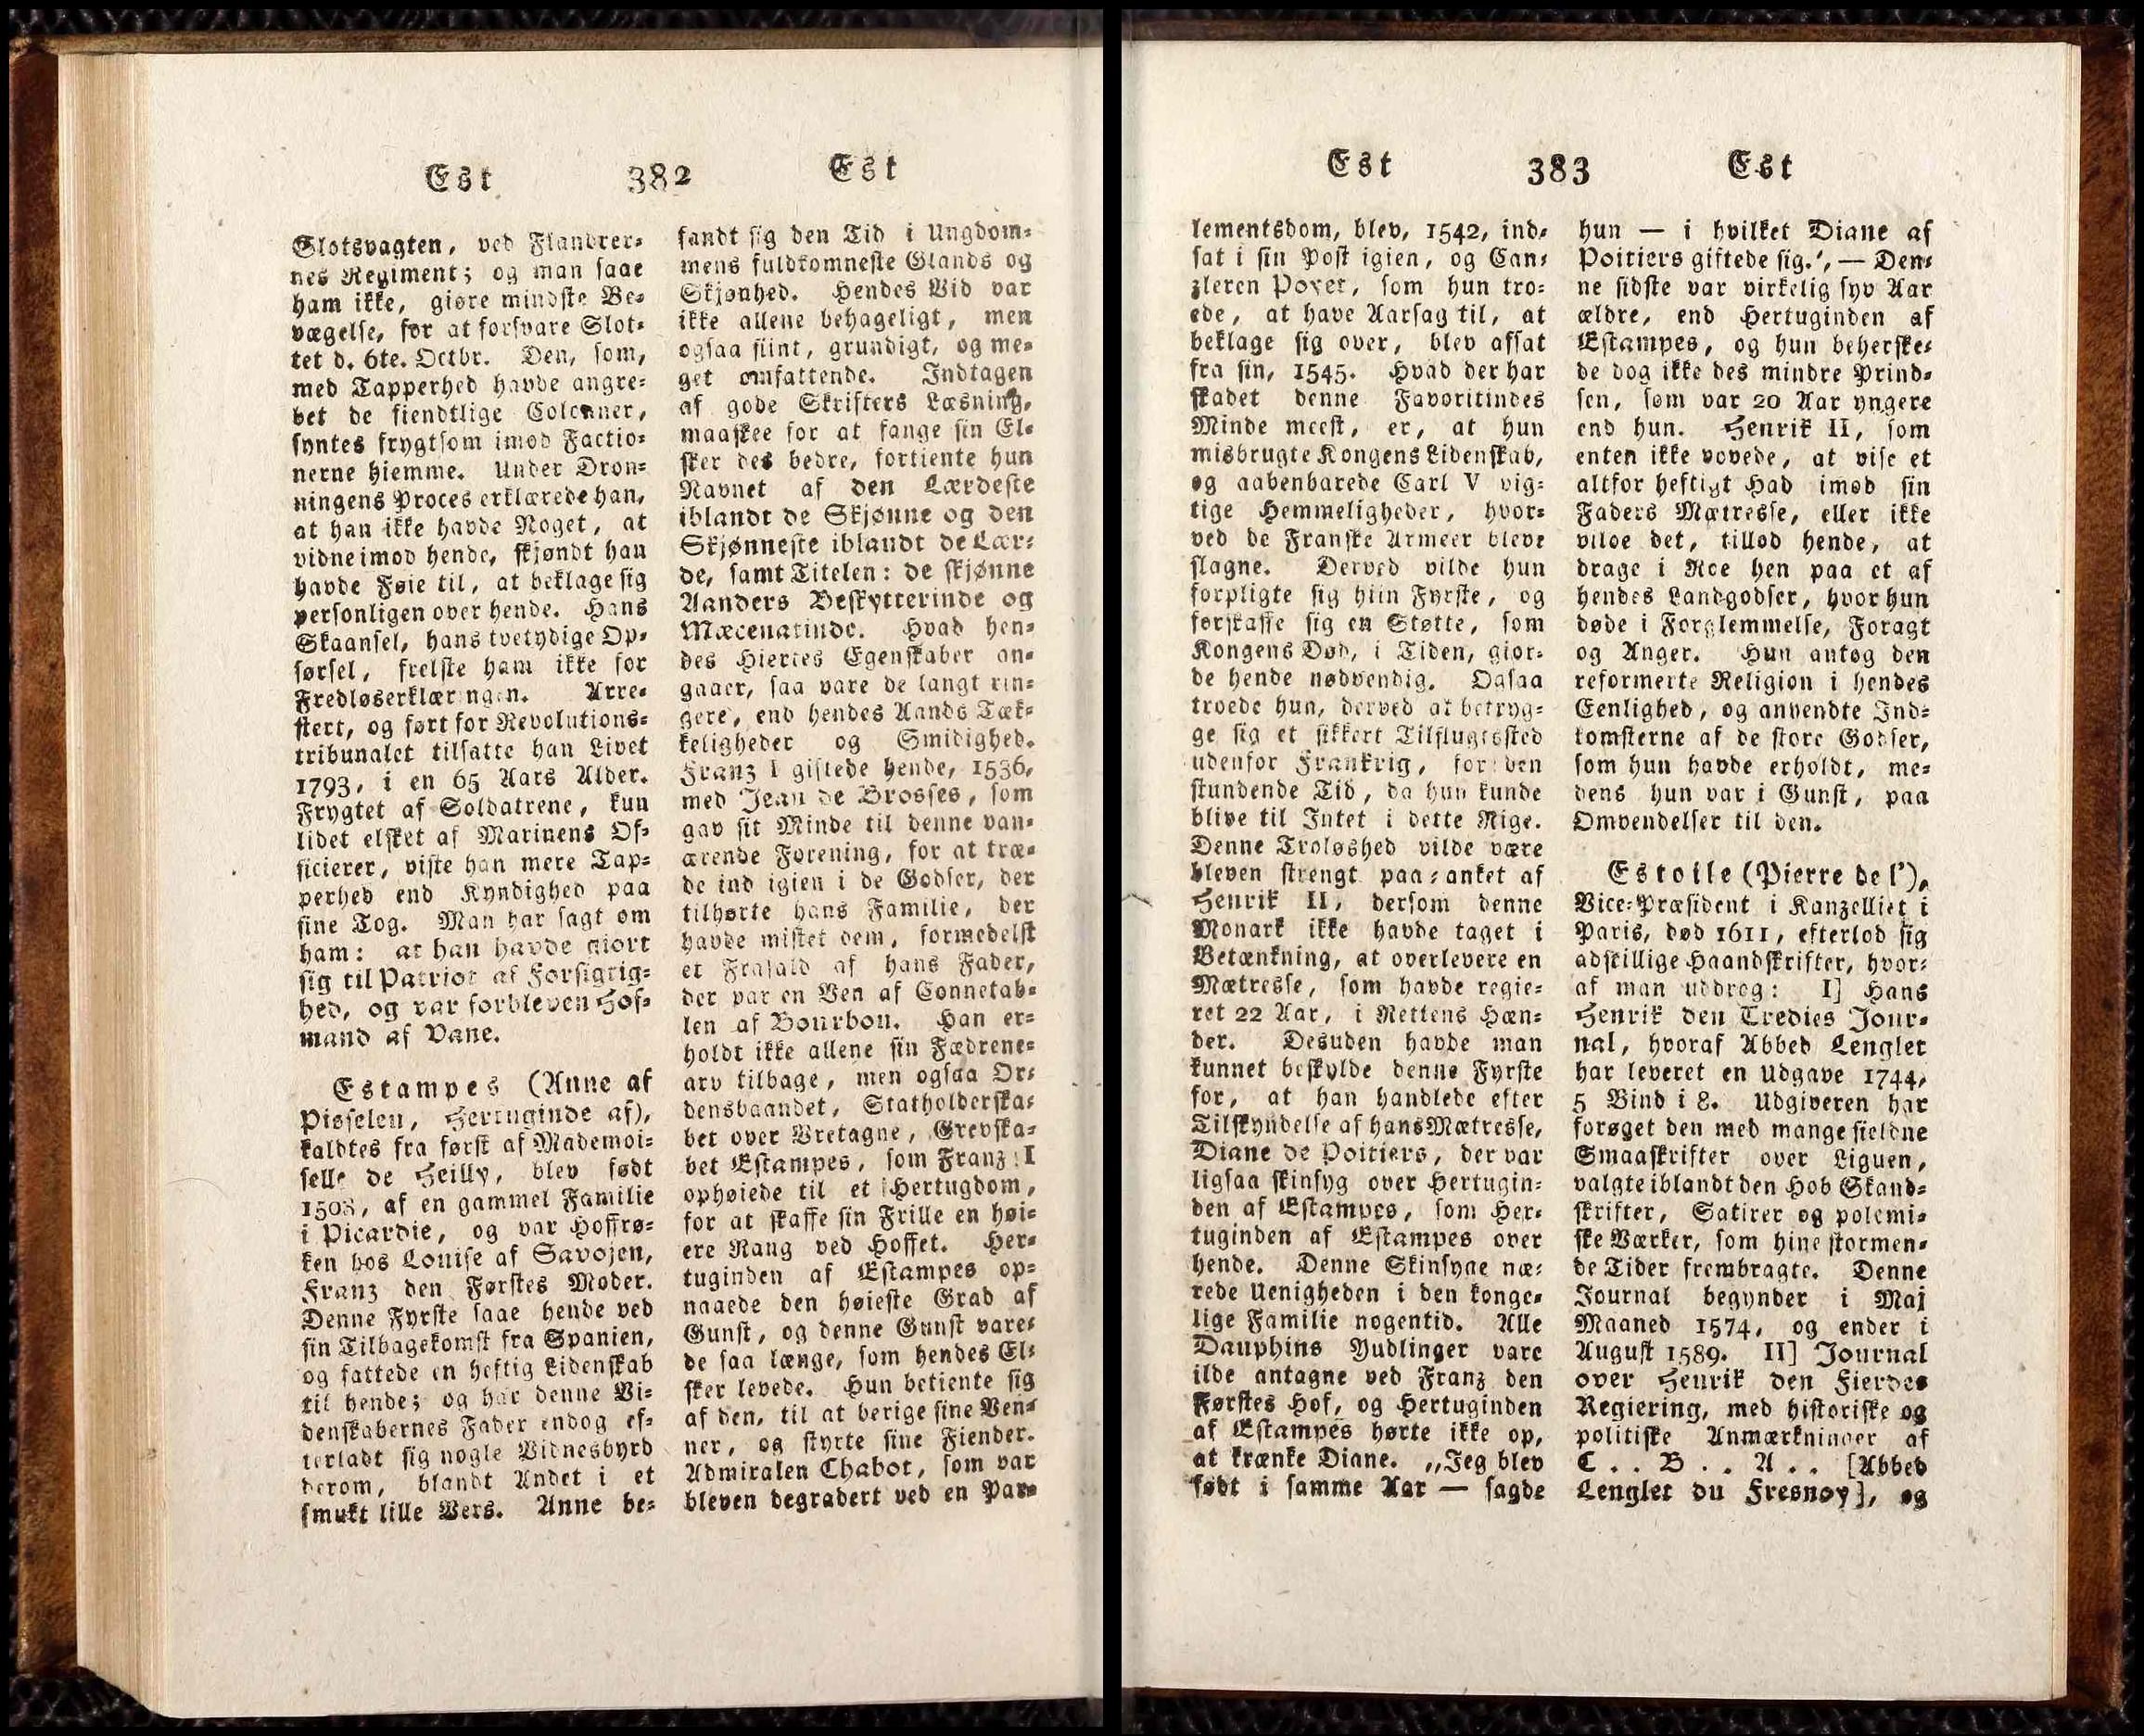 Est 382 Est
Slotsvagten, ved Flandrer-
nes Regiment; og man saae
ham ikke, giøre mindste Be-
vægelse, for at forsvare Slot-
tet d. 6te. Octbr. Den, som,
med Tapperhed havde angre-
bet de fiendtlige Colonner,
syntes frygtsom imod Factio-
nerne hiemme. Under Dron-
ningens Proces erklærede han,
at han ikke havde Noget, at
vidne imod hende, skjøndt han
havde Føie til, at beklage sig
personligen over hende. Hans
Skaansel, hans tvetydige Op-
førsel, frelste ham ikke for
Fredløserklæringen. Arre-
stert, og ført for Revolutions-
tribunalet tilsatte han Livet
1793, i en 65 Aars Alder.
Frygtet af Soldatrene, kun
lidet elsket af Marinens Of-
ficierer, viste han mere Tap-
perhed end Kyndighed paa
sine Tog. Man har sagt om
ham: at han havde giort
sig til Patriot af Forsigtig-
hed, og var forbleven Hof-
mand af Vane.
Estampes (Anne af
Pisselen, Hertuginde af),
kaldtes fra først af Mademoi-
selle de Heilly, blev født
1508, af en gammel Familie
i Picardie, og var Hoffrø-
ken hos Louise af Savojen,
Franz den Førstes Moder.
Denne Fyrste saae hende ved
sin Tilbagekomst fra Spanien,
og fattede en heftig Lidenskab
til hende; og har denne Vi-
denskabernes Fader endog ef-
terladt sig nogle Vidnesbyrd
derom, blandt Andet i et
smukt lille Vers. Anne be-
fandt sig den Tid i Ungdom-
mens fuldkomneste Glands og
Skjønhed. Hendes Vid var
ikke allene behageligt, men
ogsaa fiint, grundigt, og me-
get omfattende. Indtagen
af gode Skrifters Læsning,
maaskee for at fange sin El-
sker des bedre, fortiente hun
Navnet af den Lærdeste
iblandt de Skjønne og den
Skjønneste iblandt de Lær-
de, samt Titelen: de skjønne
Aanders Beskytterinde og
Mæcenatinde. Hvad hen-
des Hiertes Egenskaber an-
gaaer, saa vare de langt rin-
gere, end hendes Aands Tæk-
keligheder og Smidighed.
Franz I giftede hende, 1536,
med Jean de Brosses, som
gav sit Minde til denne van-
ærende Forening, for at træ-
de ind igien i de Godser, der
tilhørte hans Familie, der
havde mistet dem, formedelst
et Frafald af hans Fader,
der var en Ven af Connetab-
len af Bourbon. Han er-
holdt ikke allene sin Fædrene-
arv tilbage, men ogsaa Or-
densbaandet, Statholderska-
bet over Bretagne, Grevska-
bet Estampes, som Franz I
ophøiede til et Hertugdom,
for at skaffe sin Frille en høi-
ere Rang ved Hoffet. Her-
tuginden af Estampes op-
naaede den høieste Grad af
Gunst, og denne Gunst vare-
de saa længe, som hendes El-
sker levede. Hun betiente sig
af den, til at berige sine Ven-
ner, og styrte sine Fiender.
Admiralen Chabot, som var
bleven degradert ved en Par-
Est 383 Est
lementsdom, blev, 1542, ind-
sat i sin Post igien, og Can-
zleren Poyet, som hun tro-
ede, at have Aarsag til, at
beklage sig over, blev afsat
fra sin, 1545. Hvad der har
skadet denne Favoritindes
Minde meest, er, at hun
misbrugte Kongens Lidenskab,
og aabenbarede Carl V vig-
tige Hemmeligheder, hvor-
ved de Franske Armeer bleve
slagne. Derved vilde hun
forpligte sig hiin Fyrste, og
forskaffe sig en Støtte, som
Kongens Død, i Tiden, gior-
de hende nødvendig. Ogsaa
troede hun, derved at betryg-
ge sig et sikkert Tilflugtssted
udenfor Frankrig, for den
stundende Tid, da hun kunde
blive til Intet i dette Rige.
Denne Troløshed vilde være
bleven strengt paaanket af
Henrik II, dersom denne
Monark ikke havde taget i
Betænkning, at overlevere en
Mætresse, som havde regie-
ret 22 Aar, i Rettens Hæn-
der. Desuden havde man
kunnet beskylde denne Fyrste
for, at han handlede efter
Tilskyndelse af hans Mætresse,
Diane de Poitiers, der var
ligsaa skinsyg over Hertugin-
den af Estampes, som Her-
tuginden af Estampes over
hende. Denne Skinsyge næ-
rede Uenigheden i den konge-
lige Familie nogentid. Alle
Dauphins Yndlinger vare
ilde antagne ved Franz den
Førstes Hof, og Hertuginden
af Estampes hørte ikke op,
at krænke Diane. „Jeg blev
født i samme Aar — sagde
hun — i hvilket Diane af
Poitiers giftede sig.", — Den-
ne sidste var virkelig syv Aar
ældre, end Hertuginden af
Estampes, og hun beherske-
de dog ikke des mindre Prind-
sen, som var 20 Aar yngere
end hun. Henrik II, som
enten ikke vovede, at vise et
altfor heftigt Had imod sin
Faders Mætresse, eller ikke
vilde det, tillod hende, at
drage i Roe hen paa et af
hendes Landgodser, hvor hun
døde i Forglemmelse, Foragt
og Anger. Hun antog den
reformerte Religion i hendes
Eenlighed, og anvendte Ind-
komsterne af de store Godser,
som hun havde erholdt, me-
dens hun var i Gunst, paa
Omvendelser til den.
Estoile (Pierre de l'),
Vice-Præsident i Kanzelliet i
Paris, død 1611, efterlod sig
adskillige Haandskrifter, hvor-
af man uddrog: I] Hans
Henrik den Tredies Jour-
nal, hvoraf Abbed Lenglet
har leveret en Udgave 1744,
5 Bind i 8. Udgiveren har
forøget den med mange sieldne
Smaaskrifter over Liguen,
valgte iblandt den Hob Skand-
skrifter, Satirer og polemi-
ske Værker, som hine stormen-
de Tider frembragte. Denne
Journal begynder i Maj
Maaned 1574, og ender i
August 1589. II] Journal
over Henrik den Fierdes
Regiering, med historiske og
politiske Anmærkninger af
C . . B . . A . . [Abbed
Lenglet du Fresnoy], og